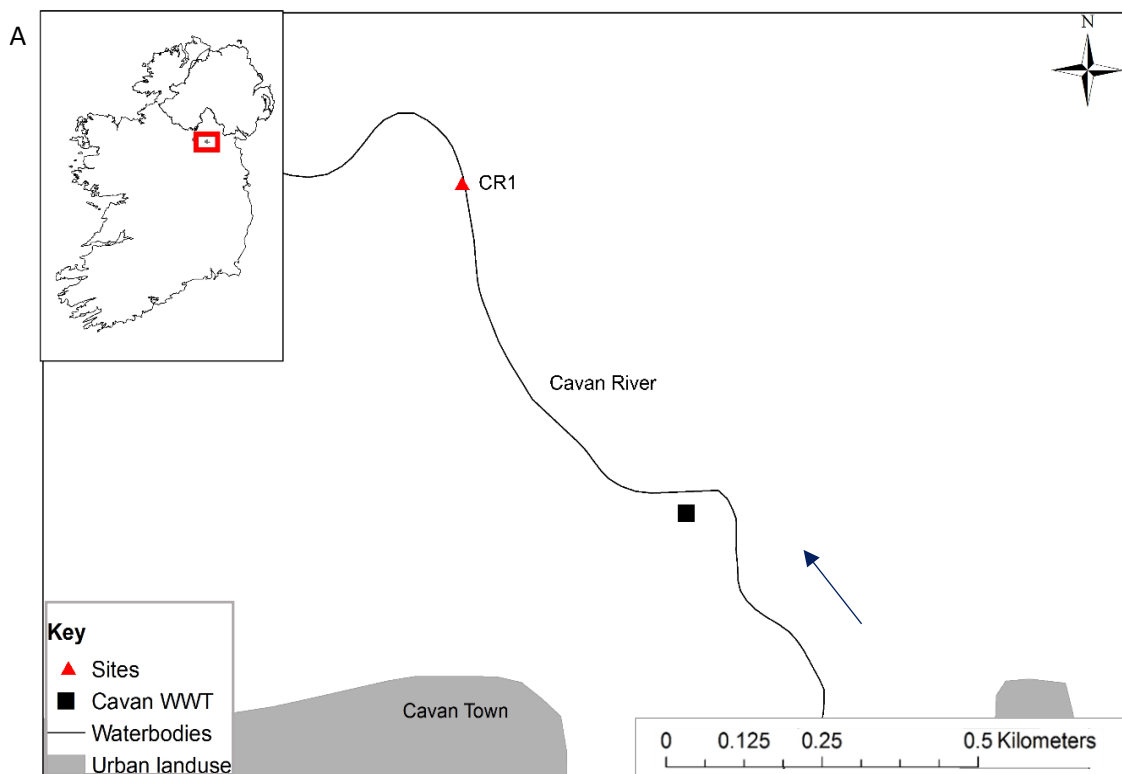 A
N
CR1
Cavan River
Key
Sites
Cavan WWT
Waterbodies
Urban landuse
Cavan Town
0 0.125 0.25 0.5 Kilometers